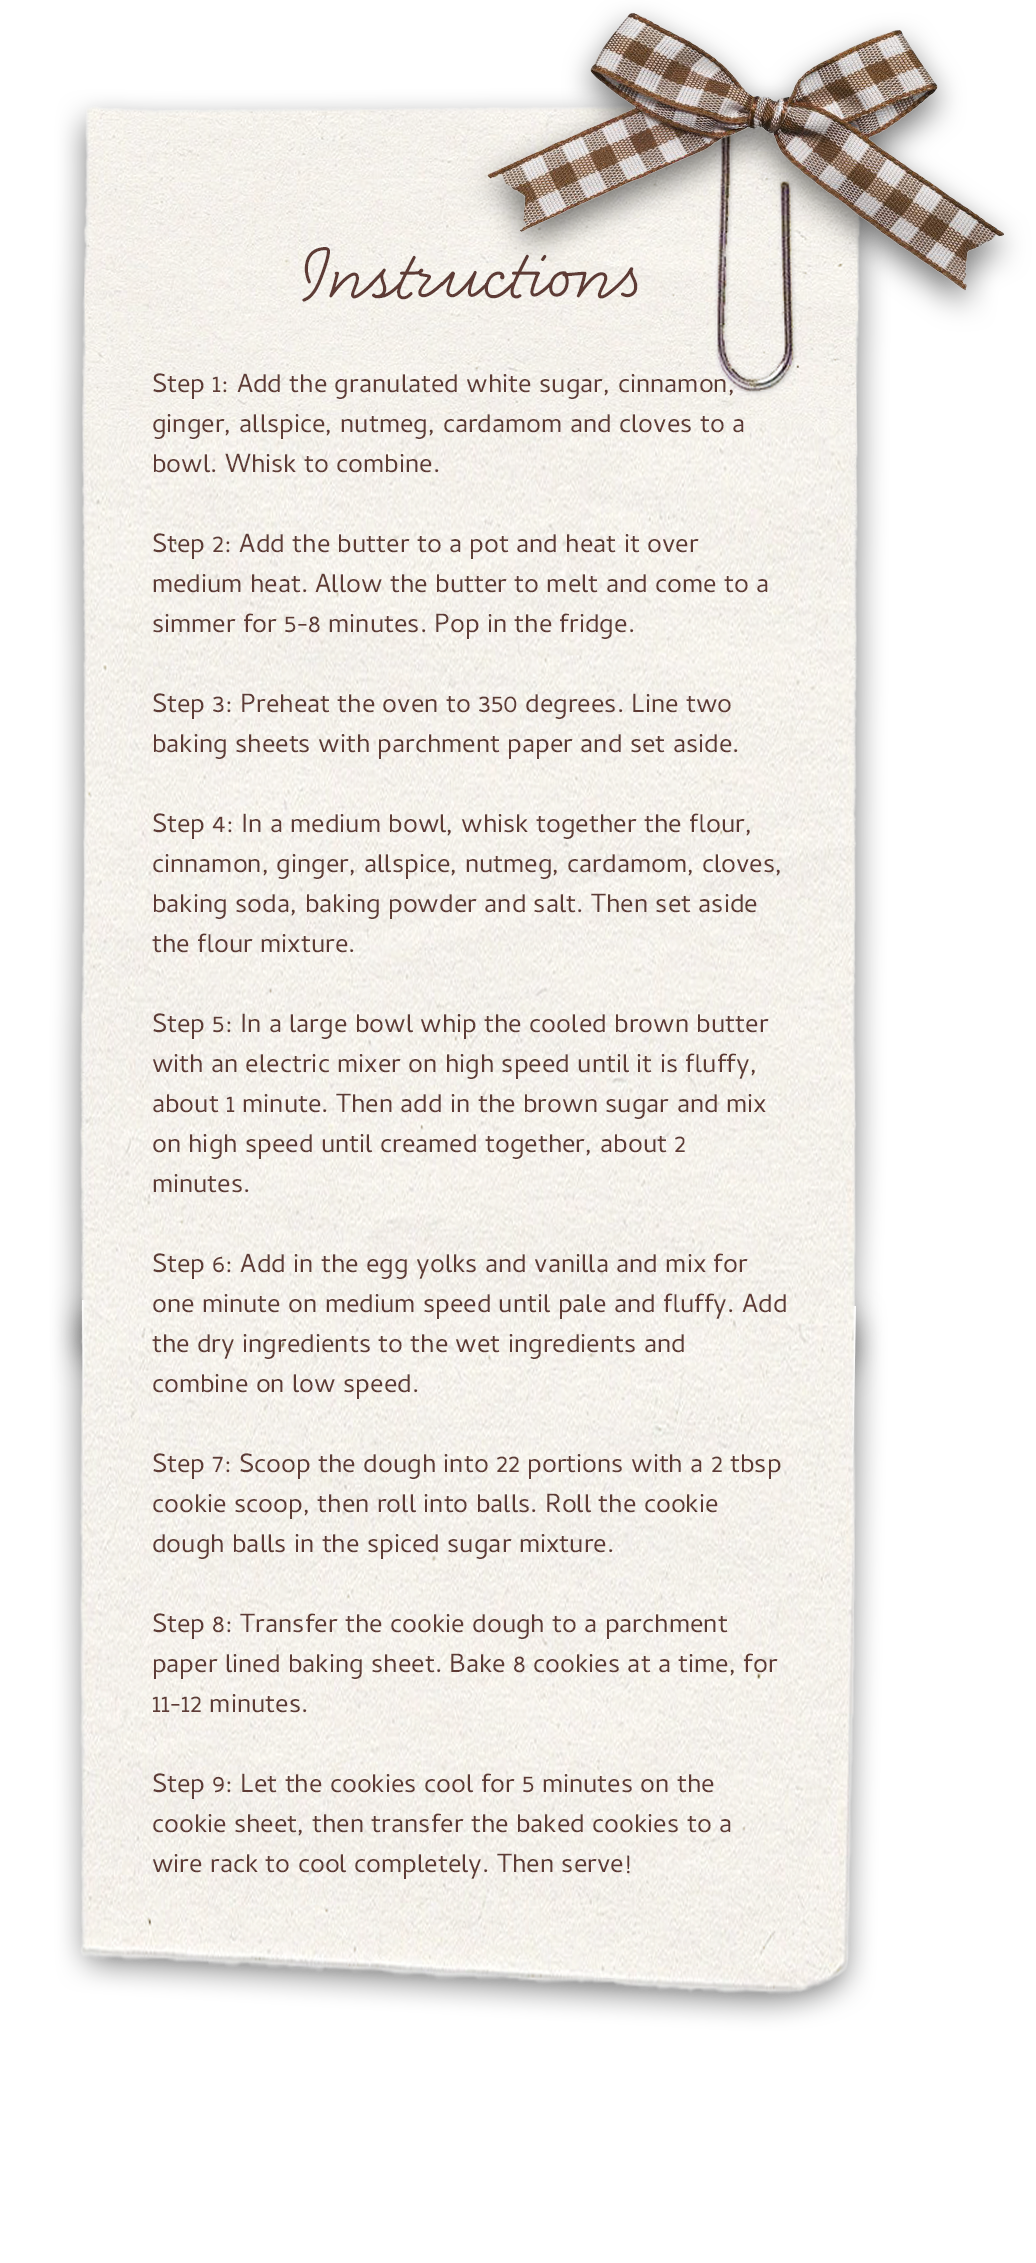 Instructions
Step 1: Add the granulated white sugar, cinnamon,
ginger, allspice, nutmeg, cardamom and cloves to a
bowl. Whisk to combine.
Step 2: Add the butter to a pot and heat it over
medium heat. Allow the butter to melt and come to a
simmer for 5-8 minutes. Pop in the fridge.
Step 3: Preheat the oven to 350 degrees. Line two
baking sheets with parchment paper and set aside.
Step 4: In a medium bowl, whisk together the flour,
cinnamon, ginger, allspice, nutmeg, cardamom, cloves,
baking soda, baking powder and salt. Then set aside
the flour mixture.
Step 5: In a large bowl whip the cooled brown butter
with an electric mixer on high speed until it is fluffy,
about 1 minute. Then add in the brown sugar and mix
on high speed until creamed together, about 2
minutes.
Step 6: Add in the egg yolks and vanilla and mix for
one minute on medium speed until pale and fluffy. Add
the dry ingredients to the wet ingredients and
combine on low speed.
Step 7: Scoop the dough into 22 portions with a 2 tbsp
cookie scoop, then roll into balls. Roll the cookie
dough balls in the spiced sugar mixture.
Step 8: Transfer the cookie dough to a parchment
paper lined baking sheet. Bake 8 cookies at a time, for
11-12 minutes.
Step 9: Let the cookies cool for 5 minutes on the
cookie sheet, then transfer the baked cookies to a
wire rack to cool completely. Then serve!